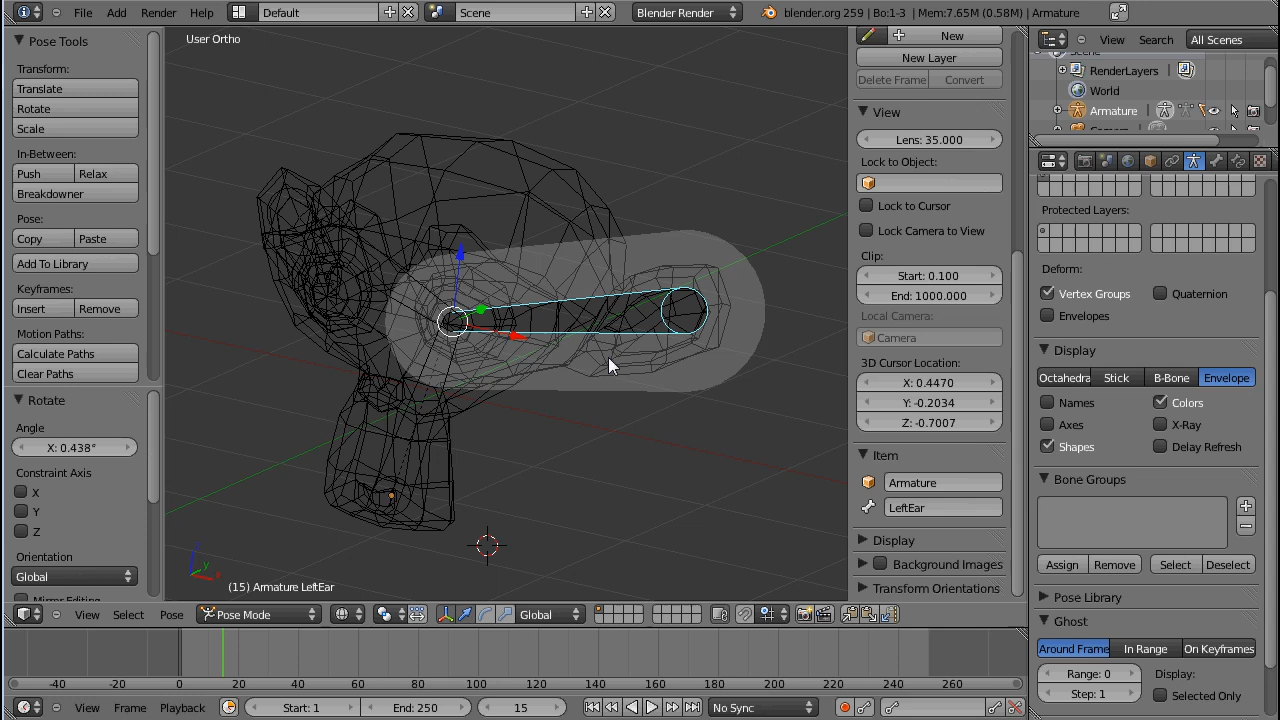 File Add Render Help Default Scene Blender Render blender.org 259 | Bo:1-3 | Mem:7.65M (0.58M) | Armature
Pose Tools
Transform:
Translate
Rotate
Scale
In-Between:
Push Relax
Breakdowner
Pose:
Copy Paste
Add To Library
Keyframes:
Insert Remove
Motion Paths:
Calculate Paths
Clear Paths
Rotate
Angle
X: 0.438°
Constraint Axis
X
Y
Z
Orientation
Global
Mirror Editing
User Ortho
(15) Armature LeftEar
New
New Layer
Delete Frame Convert
View
Lens: 35.000
Lock to Object:
Lock to Cursor
Lock Camera to View
Clip:
Start: 0.100
End: 1000.000
Local Camera:
Camera
3D Cursor Location:
X: 0.4470
Y: -0.2034
Z: -0.7007
Item
Armature
LeftEar
Display
Background Images
Transform Orientations
View Search All Scenes
Scene
RenderLayers
World
Armature
Camera
Protected Layers:
Deform:
Vertex Groups Quaternion
Envelopes
Display
Octahedra Stick B-Bone Envelope
Names Colors
Axes X-Ray
Shapes Delay Refresh
Bone Groups
Assign Remove Select Deselect
Pose Library
Ghost
Around Frame In Range On Keyframes
Range: 0 Display:
Step: 1 Selected Only
View Select Pose Pose Mode Global
-40 -20 0 20 40 60 80 100 120 140 160 180 200 220 240 260
View Frame Playback Start: 1 End: 250 15 No Sync